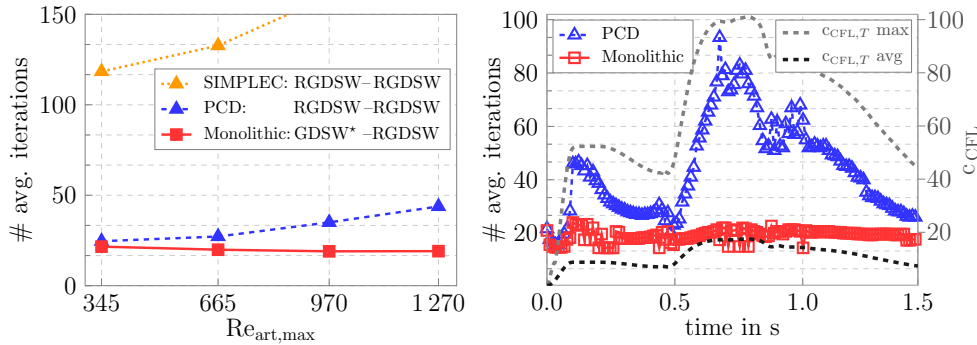 150
100
50
0
# avg. iterations
SIMPLEC: RGDSW–RGDSW
PCD: RGDSW–RGDSW
Monolithic: GDSW⋆ –RGDSW
345 665 970 1270
Re_art,max
100
80
60
40
20
# avg. iterations
PCD
Monolithic
c_CFL,T max
c_CFL,T avg
100
80
60
40
20
0
c_CFL
0.0 0.5 1.0 1.5
time in s